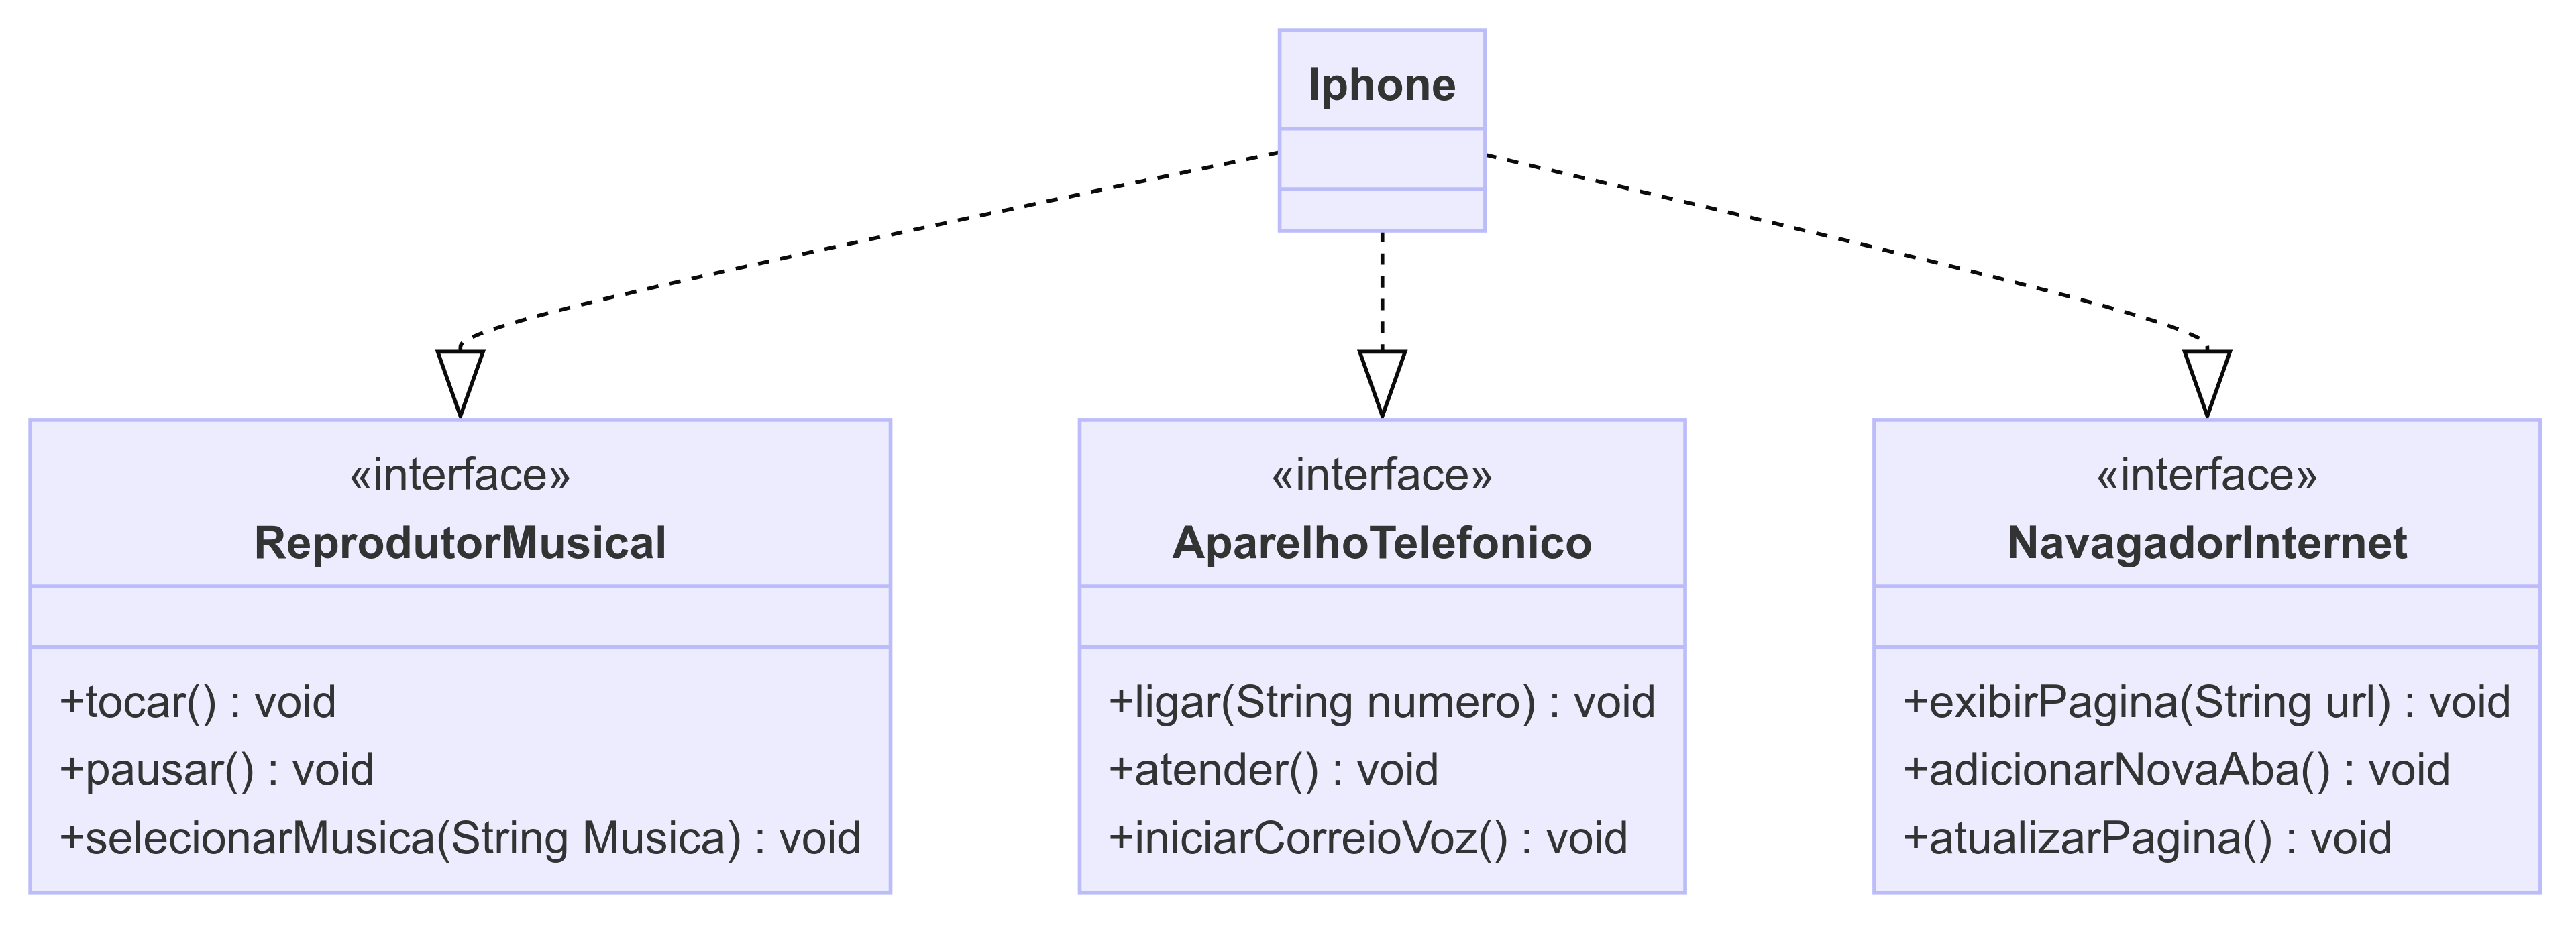 Iphone
«interface»
ReprodutorMusical
+tocar() : void
+pausar() : void
+selecionarMusica(String Musica) : void
«interface»
AparelhoTelefonico
+ligar(String numero) : void
+atender() : void
+iniciarCorreioVoz() : void
«interface»
NavagadorInternet
+exibirPagina(String url) : void
+adicionarNovaAba() : void
+atualizarPagina() : void